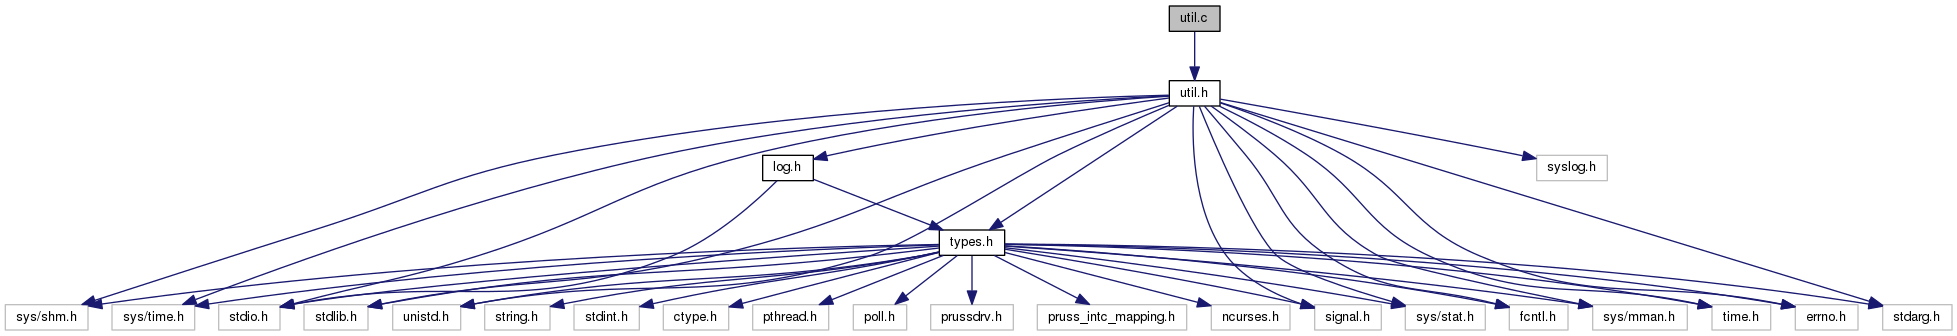 util.c
util.h
log.h
syslog.h
types.h
sys/shm.h
sys/time.h
stdio.h
stdlib.h
unistd.h
string.h
stdint.h
ctype.h
pthread.h
poll.h
prussdrv.h
pruss_intc_mapping.h
ncurses.h
signal.h
sys/stat.h
fcntl.h
sys/mman.h
time.h
errno.h
stdarg.h